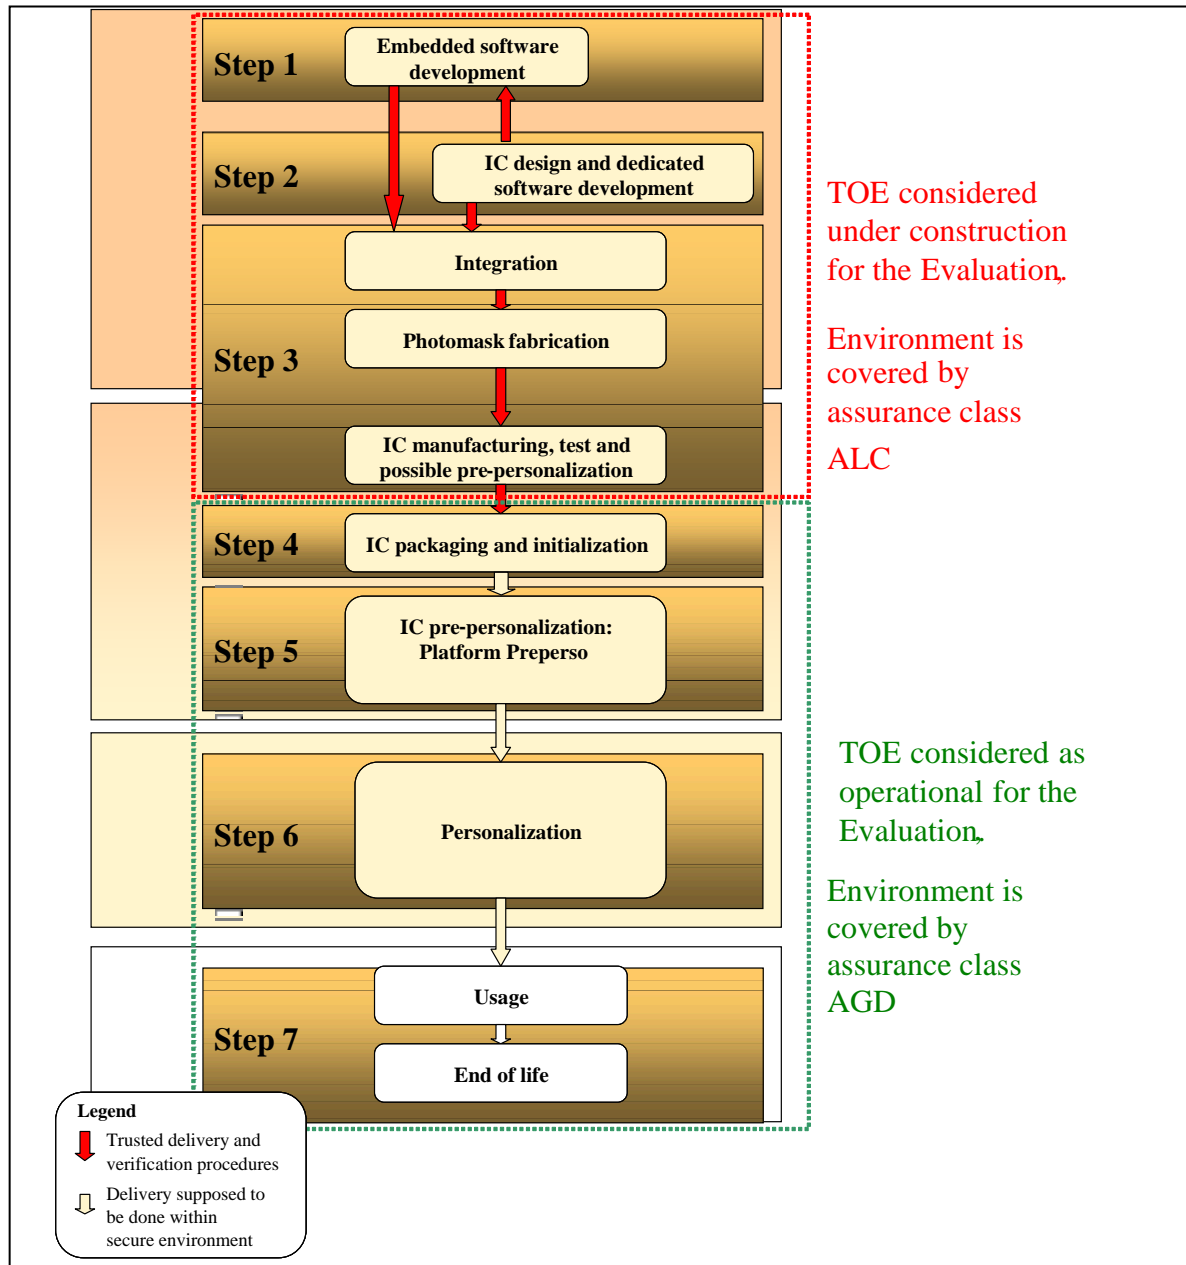 Step 1
Embedded software
development
Step 2
IC design and dedicated
software development
Step 3
Integration
Photomask fabrication
IC manufacturing, test and
possible pre-personalization
TOE considered
under construction
for the Evaluation,.
Environment is
covered by
assurance class
ALC
Step 4
IC packaging and initialization
Step 5
IC pre-personalization:
Platform Preperso
Step 6
Personalization
Step 7
Usage
End of life
TOE considered as
operational for the
Evaluation,.
Environment is
covered by
assurance class
AGD
Legend
Trusted delivery and
verification procedures
Delivery supposed to
be done within
secure environment